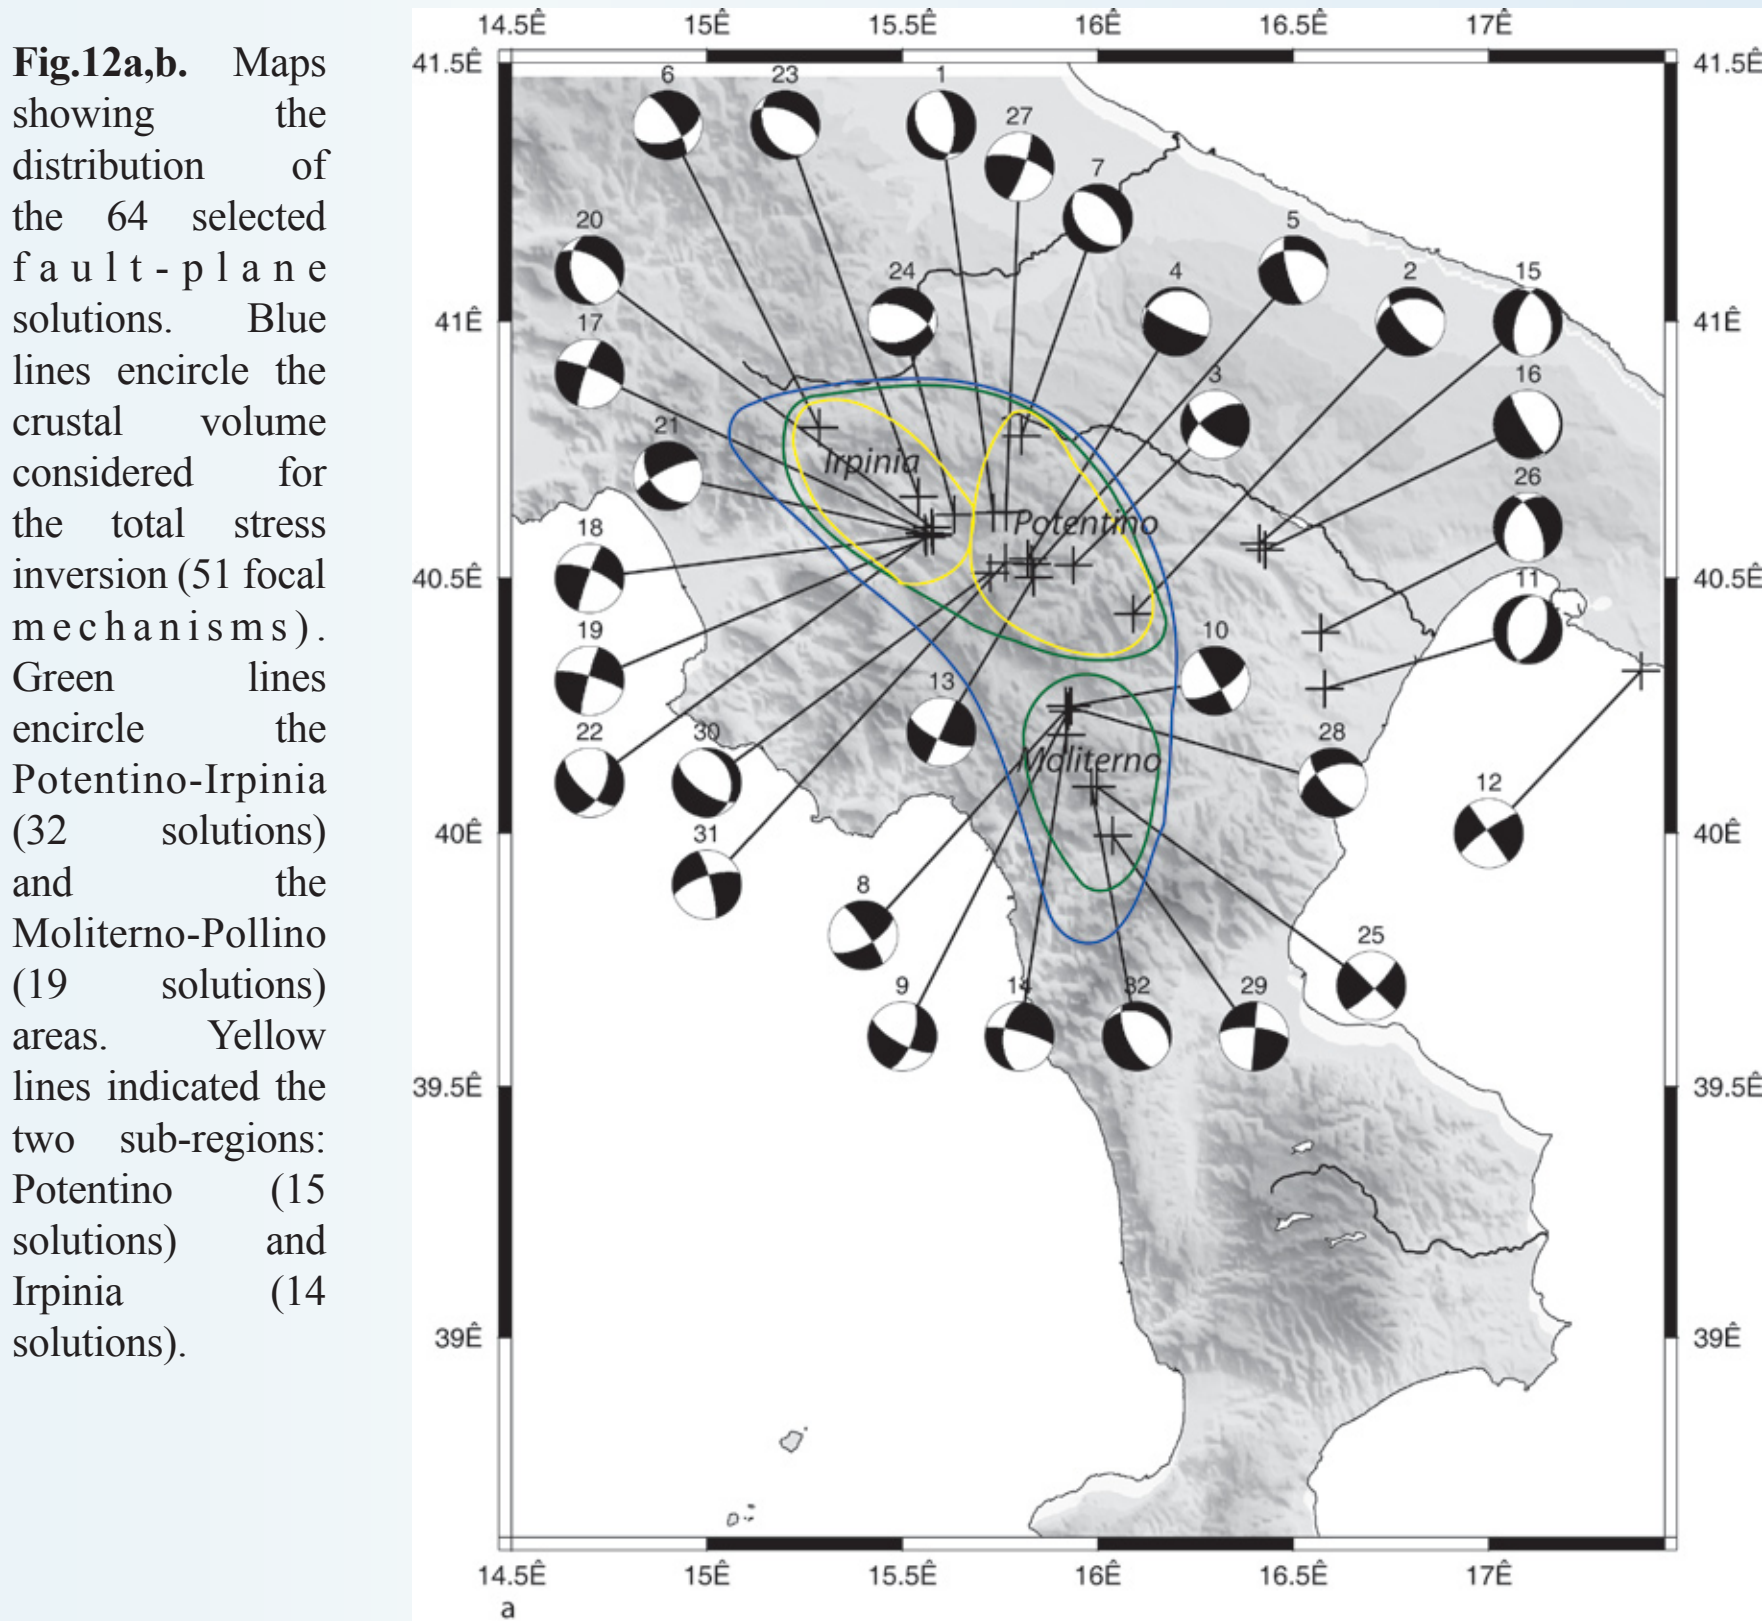 Fig.12a,b. Maps
showing the
distribution of
the 64 selected
fault-plane
solutions. Blue
lines encircle the
crustal volume
considered for
the total stress
inversion (51 focal
mechanisms).
Green lines
encircle the
Potentino-Irpinia
(32 solutions)
and the
Moliterno-Pollino
(19 solutions)
areas. Yellow
lines indicated the
two sub-regions:
Potentino (15
solutions) and
Irpinia (14
solutions).
14.5Ê 15Ê 15.5Ê 16Ê 16.5Ê 17Ê
41.5Ê 41.5Ê
6 23 1
27
7
20 5
24 4 2 15
41Ê 41Ê
17 3 16
21 Irpinia 26
Potentino
18 11
40.5Ê 40.5Ê
19 10
13
22 30 28
Moliterno 12
31
40Ê 40Ê
8
25
9 14 32 29
39.5Ê 39.5Ê
39Ê 39Ê
14.5Ê 15Ê 15.5Ê 16Ê 16.5Ê 17Ê
a